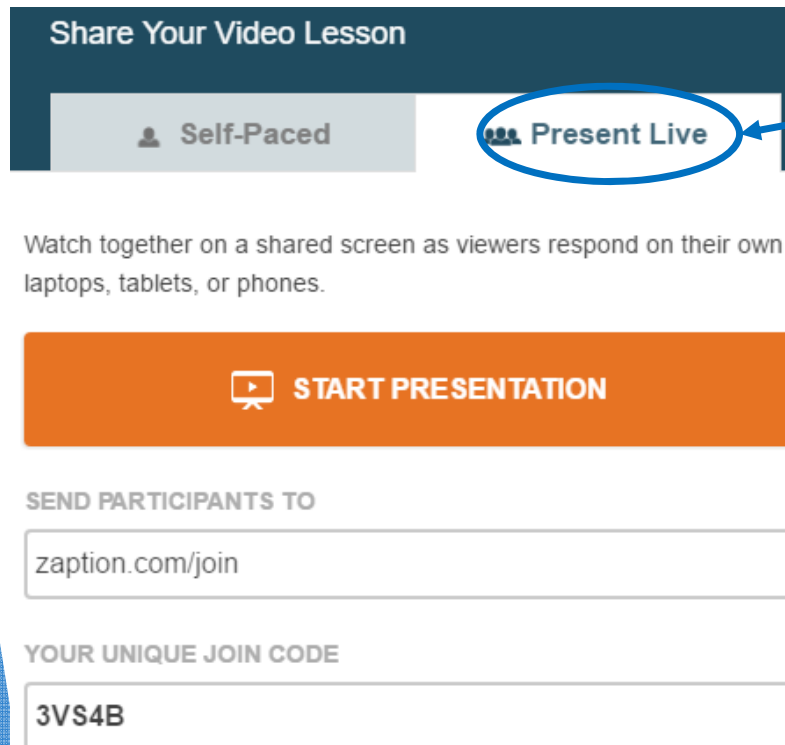 Share Your Video Lesson
Self-Paced
Present Live
Watch together on a shared screen as viewers respond on their own
laptops, tablets, or phones.
START PRESENTATION
SEND PARTICIPANTS TO
zaption.com/join
YOUR UNIQUE JOIN CODE
3VS4B